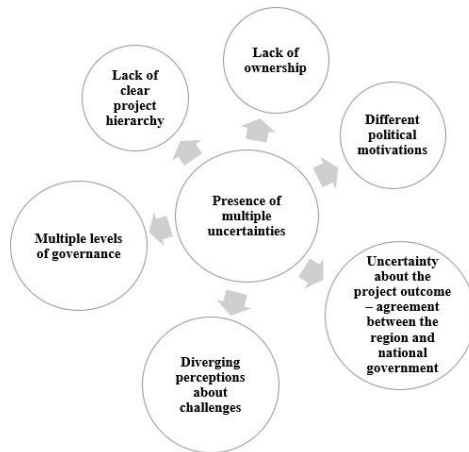 Lack of
ownership
Lack of
clear
project
hierarchy
Different
political
motivations
Presence of
multiple
uncertainties
Multiple levels
of governance
Uncertainty
about the
project outcome
– agreement
between the
region and
national
government
Diverging
perceptions
about
challenges